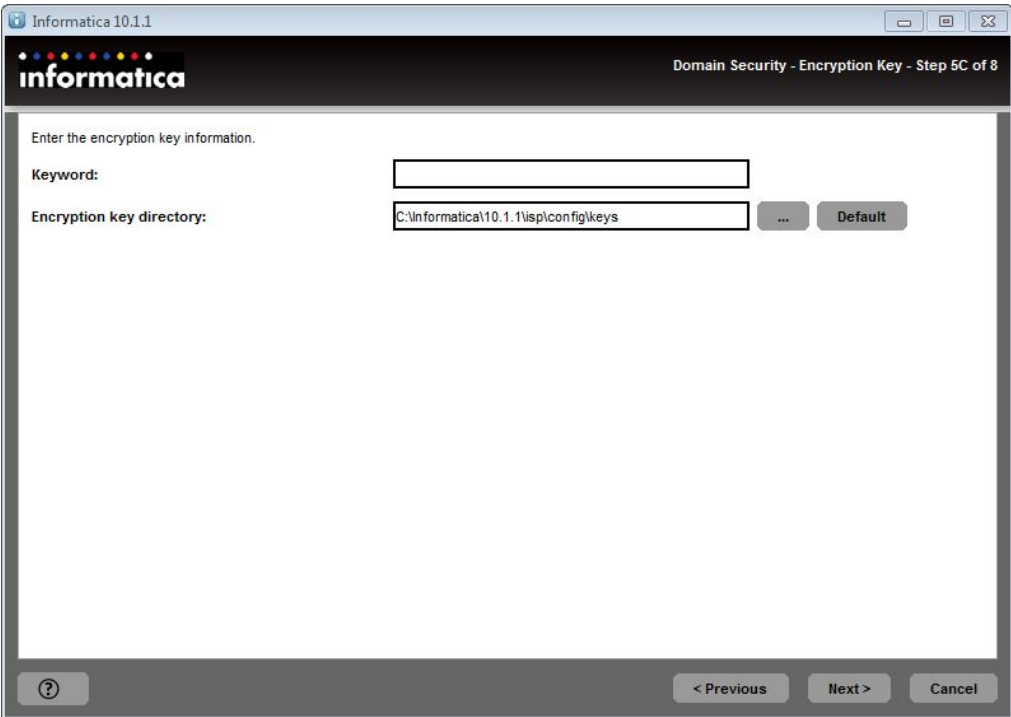 Informatica 10.1.1
informatica
Domain Security - Encryption Key - Step 5C of 8
Enter the encryption key information.
Keyword:
Encryption key directory:
C:\Informatica\10.1.1\isp\config\keys
...
Default
?
< Previous
Next >
Cancel